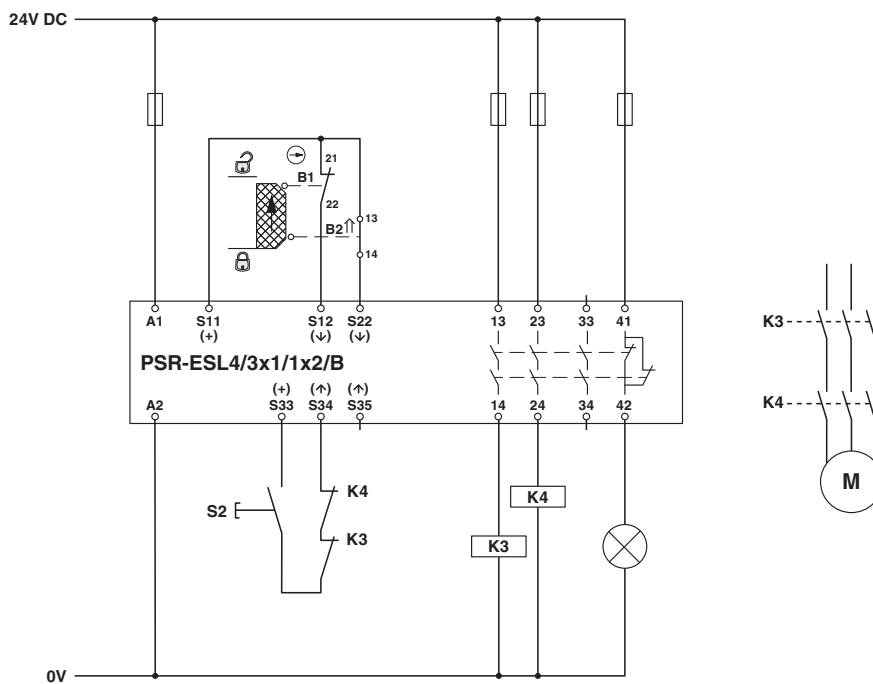 24V DC
21
B1
22
B2
13
14
A1 S11 S12 S22 13 23 33 41
(+) (↓) (↓)
K3
PSR-ESL4/3x1/1x2/B
(+) (↑) (↑)
A2 S33 S34 S35 14 24 34 42
K4
K4
M
K4
S2
K3
K3
0V